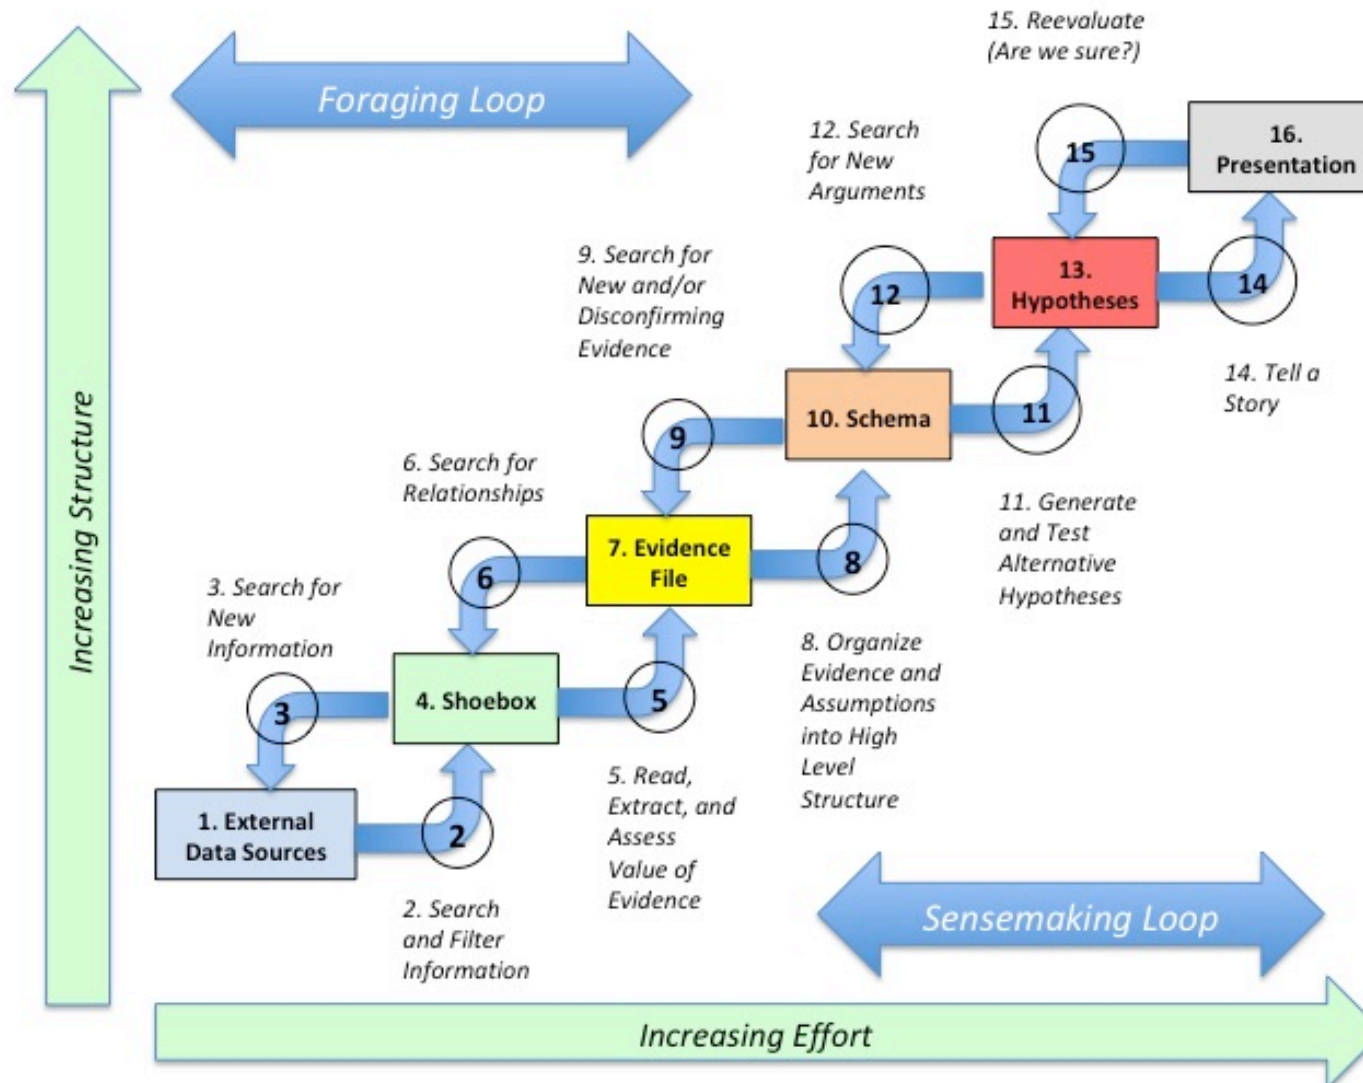 15. Reevaluate
(Are we sure?)
Foraging Loop
12. Search
for New
Arguments
15
16.
Presentation
9. Search for
New and/or
Disconfirming
Evidence
12
13.
Hypotheses
14
14. Tell a
Story
Increasing Structure
6. Search for
Relationships
9
10. Schema
11
11. Generate
and Test
Alternative
Hypotheses
3. Search for
New
Information
6
7. Evidence
File
8
8. Organize
Evidence and
Assumptions
into High
Level
Structure
3
4. Shoebox
5
5. Read,
Extract, and
Assess
Value of
Evidence
1. External
Data Sources
2
2. Search
and Filter
Information
Sensemaking Loop
Increasing Effort